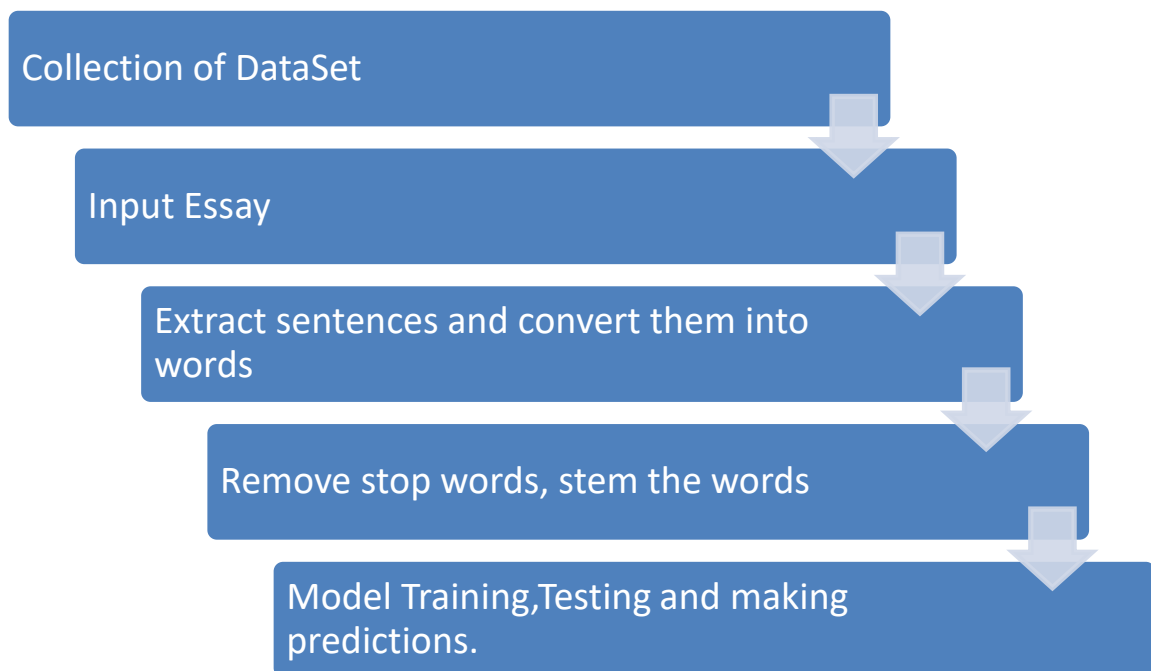 Collection of DataSet
Input Essay
Extract sentences and convert them into
words
Remove stop words, stem the words
Model Training,Testing and making
predictions.